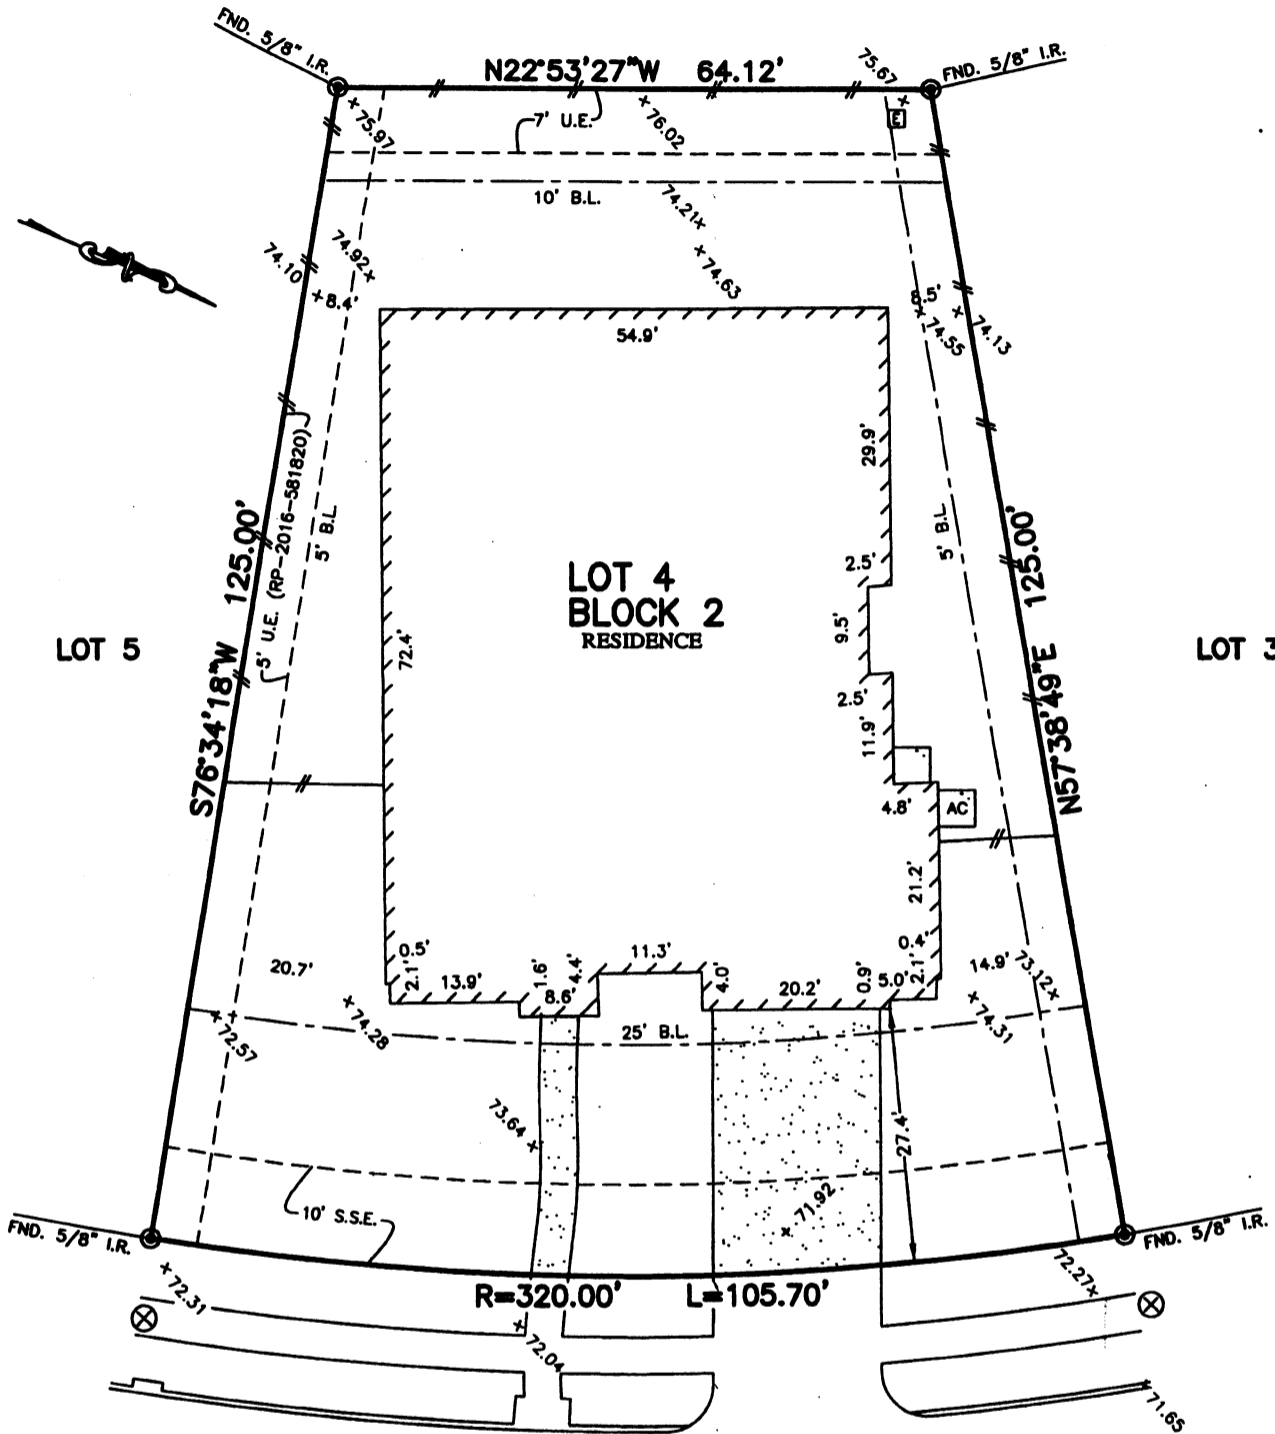 FND. 5/8" I.R.
N22°53'27"W 64.12'
75.67
FND. 5/8" I.R.
75.97
7' U.E.
76.02
E
10' B.L.
74.21
74.10
74.92
74.63
8.4'
8.5'
74.55
74.13
54.9'
29.9'
5' U.E. (RP-2016-581820)
5' B.L.
5' B.L.
S76°34'18"W 125.00'
N57°38'49"E 125.00'
LOT 4
BLOCK 2
RESIDENCE
2.5'
9.5'
LOT 5
72.4'
LOT 3
2.5'
11.9'
4.8'
AC
21.2'
0.5'
2.1'
13.9'
1.6'
8.6'
4.4'
11.3'
4.0'
20.2'
0.9'
5.0'
0.4'
2.1'
20.7'
14.9'
73.12
74.28
72.57
25' B.L.
74.31
73.64
27.4'
71.92
10' S.S.E.
FND. 5/8" I.R.
FND. 5/8" I.R.
72.31
R=320.00' L=105.70'
72.27
72.04
71.65